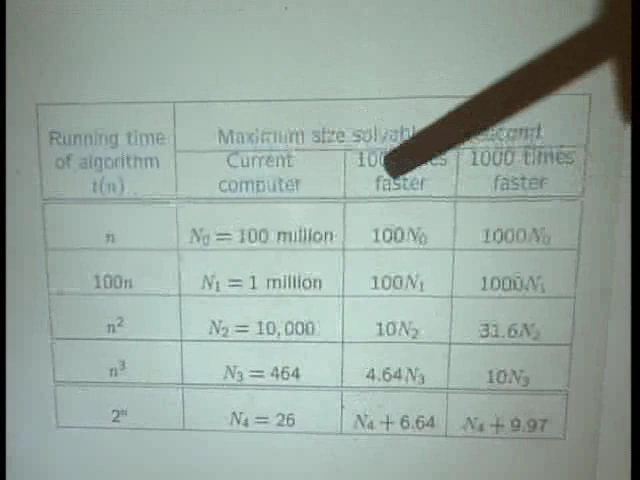 Running time Maximum size
of algorithm Current faster 1000 times
t(n) computer faster
n N₀ = 100 million 100N₀ 1000N₀
100n N₁ = 1 million 100N₁ 1000N₁
n² N₂ = 10,000 10N₂ 31.6N₂
n³ N₃ = 464 4.64N₃ 10N₃
2ⁿ N₄ = 26 N₄ + 6.64 N₄ + 9.97